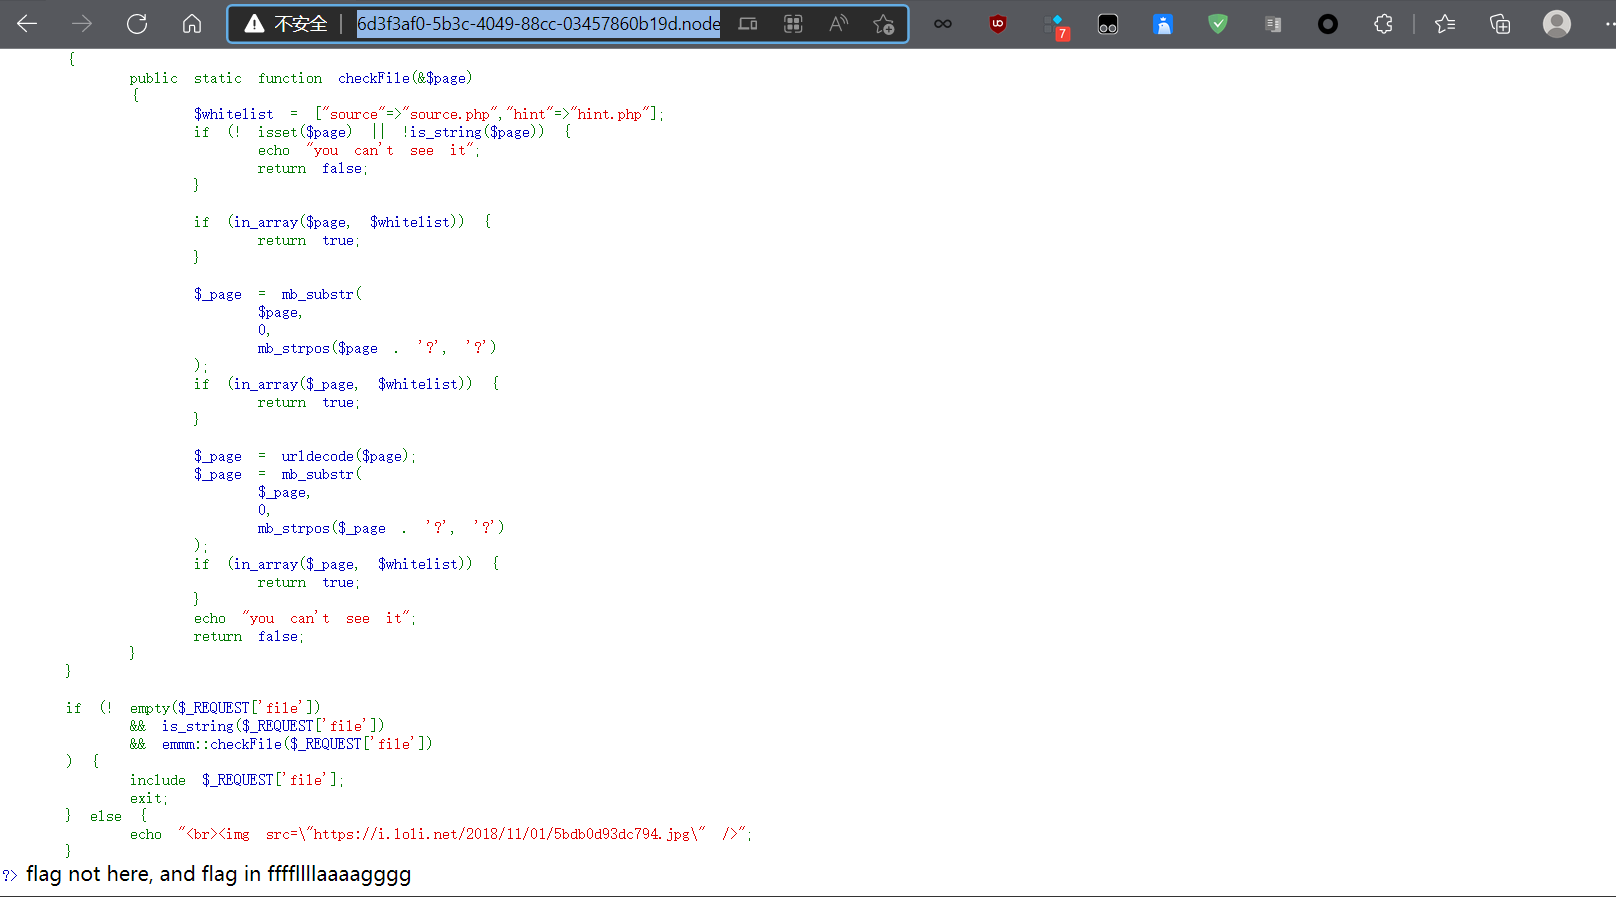 不安全 6d3f3af0-5b3c-4049-88cc-03457860b19d.node
7
{
public static function checkFile(&$page)
{
$whitelist = ["source"=>"source.php","hint"=>"hint.php"];
if (! isset($page) || !is_string($page)) {
echo "you can't see it";
return false;
}
if (in_array($page, $whitelist)) {
return true;
}
$_page = mb_substr(
$page,
0,
mb_strpos($page . '?', '?')
);
if (in_array($_page, $whitelist)) {
return true;
}
$_page = urldecode($page);
$_page = mb_substr(
$_page,
0,
mb_strpos($_page . '?', '?')
);
if (in_array($_page, $whitelist)) {
return true;
}
echo "you can't see it";
return false;
}
}
if (! empty($_REQUEST['file'])
&& is_string($_REQUEST['file'])
&& emmm::checkFile($_REQUEST['file'])
) {
include $_REQUEST['file'];
exit;
} else {
echo "<br><img src=\"https://i.loli.net/2018/11/01/5bdb0d93dc794.jpg\" />";
}
?> flag not here, and flag in ffffllllaaaagggg